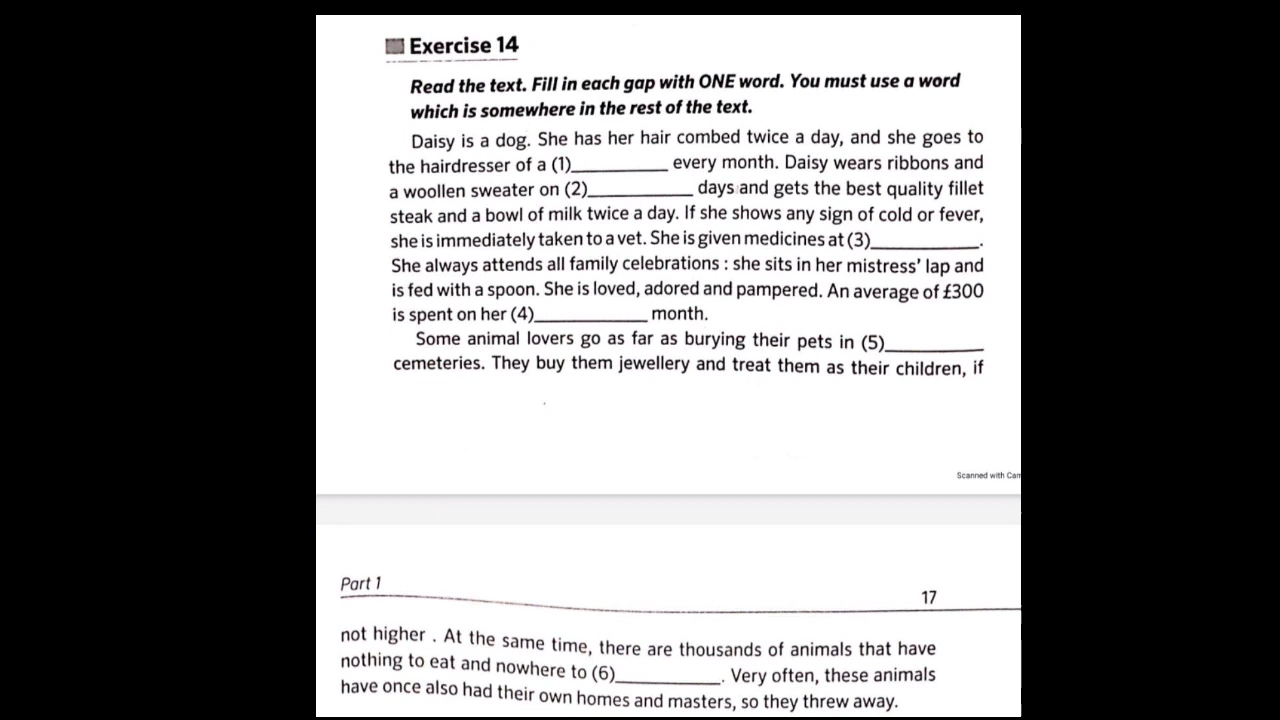 Exercise 14
Read the text. Fill in each gap with ONE word. You must use a word
which is somewhere in the rest of the text.
Daisy is a dog. She has her hair combed twice a day, and she goes to
the hairdresser of a (1)__________ every month. Daisy wears ribbons and
a woollen sweater on (2)__________ days and gets the best quality fillet
steak and a bowl of milk twice a day. If she shows any sign of cold or fever,
she is immediately taken to a vet. She is given medicines at (3)__________.
She always attends all family celebrations : she sits in her mistress’ lap and
is fed with a spoon. She is loved, adored and pampered. An average of £300
is spent on her (4)__________ month.
Some animal lovers go as far as burying their pets in (5)__________
cemeteries. They buy them jewellery and treat them as their children, if
Scanned with Cam
Part 1
17
not higher . At the same time, there are thousands of animals that have
nothing to eat and nowhere to (6)__________. Very often, these animals
have once also had their own homes and masters, so they threw away.